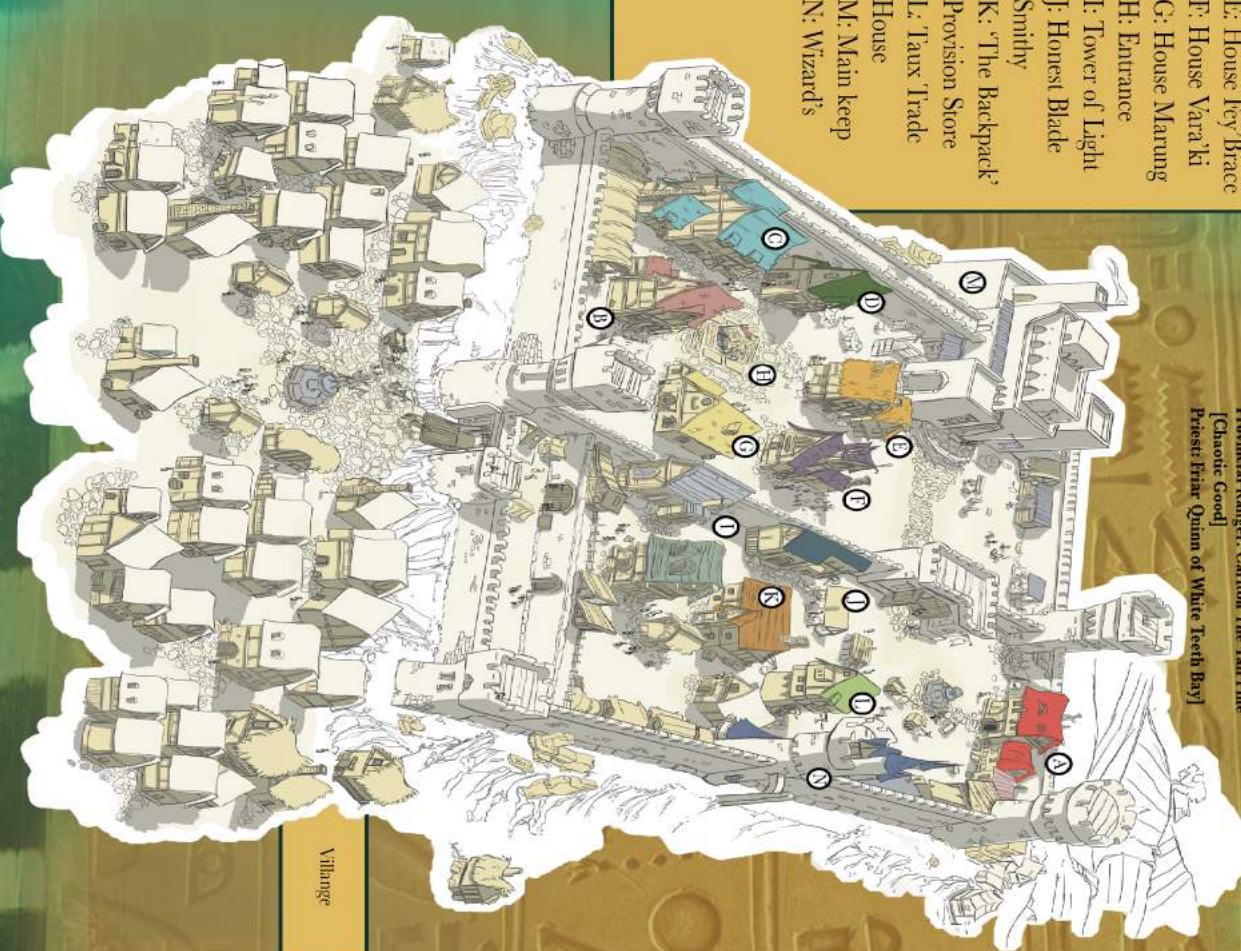 E: House Fey'Brace
F: House Vara'ki
G: House Marung
H: Entrance
I: Tower of Light
J: Honest Blade
Smithy
K: ‘The Backpack’
Provision Store
L: Taux Trade
House
M: Main keep
N: Wizard's
[Chaotic Good]
Priest: Friar Quinn of White Teeth Bay]
M
C
D
B
H
E
G
F
I
J
K
L
A
N
Villange